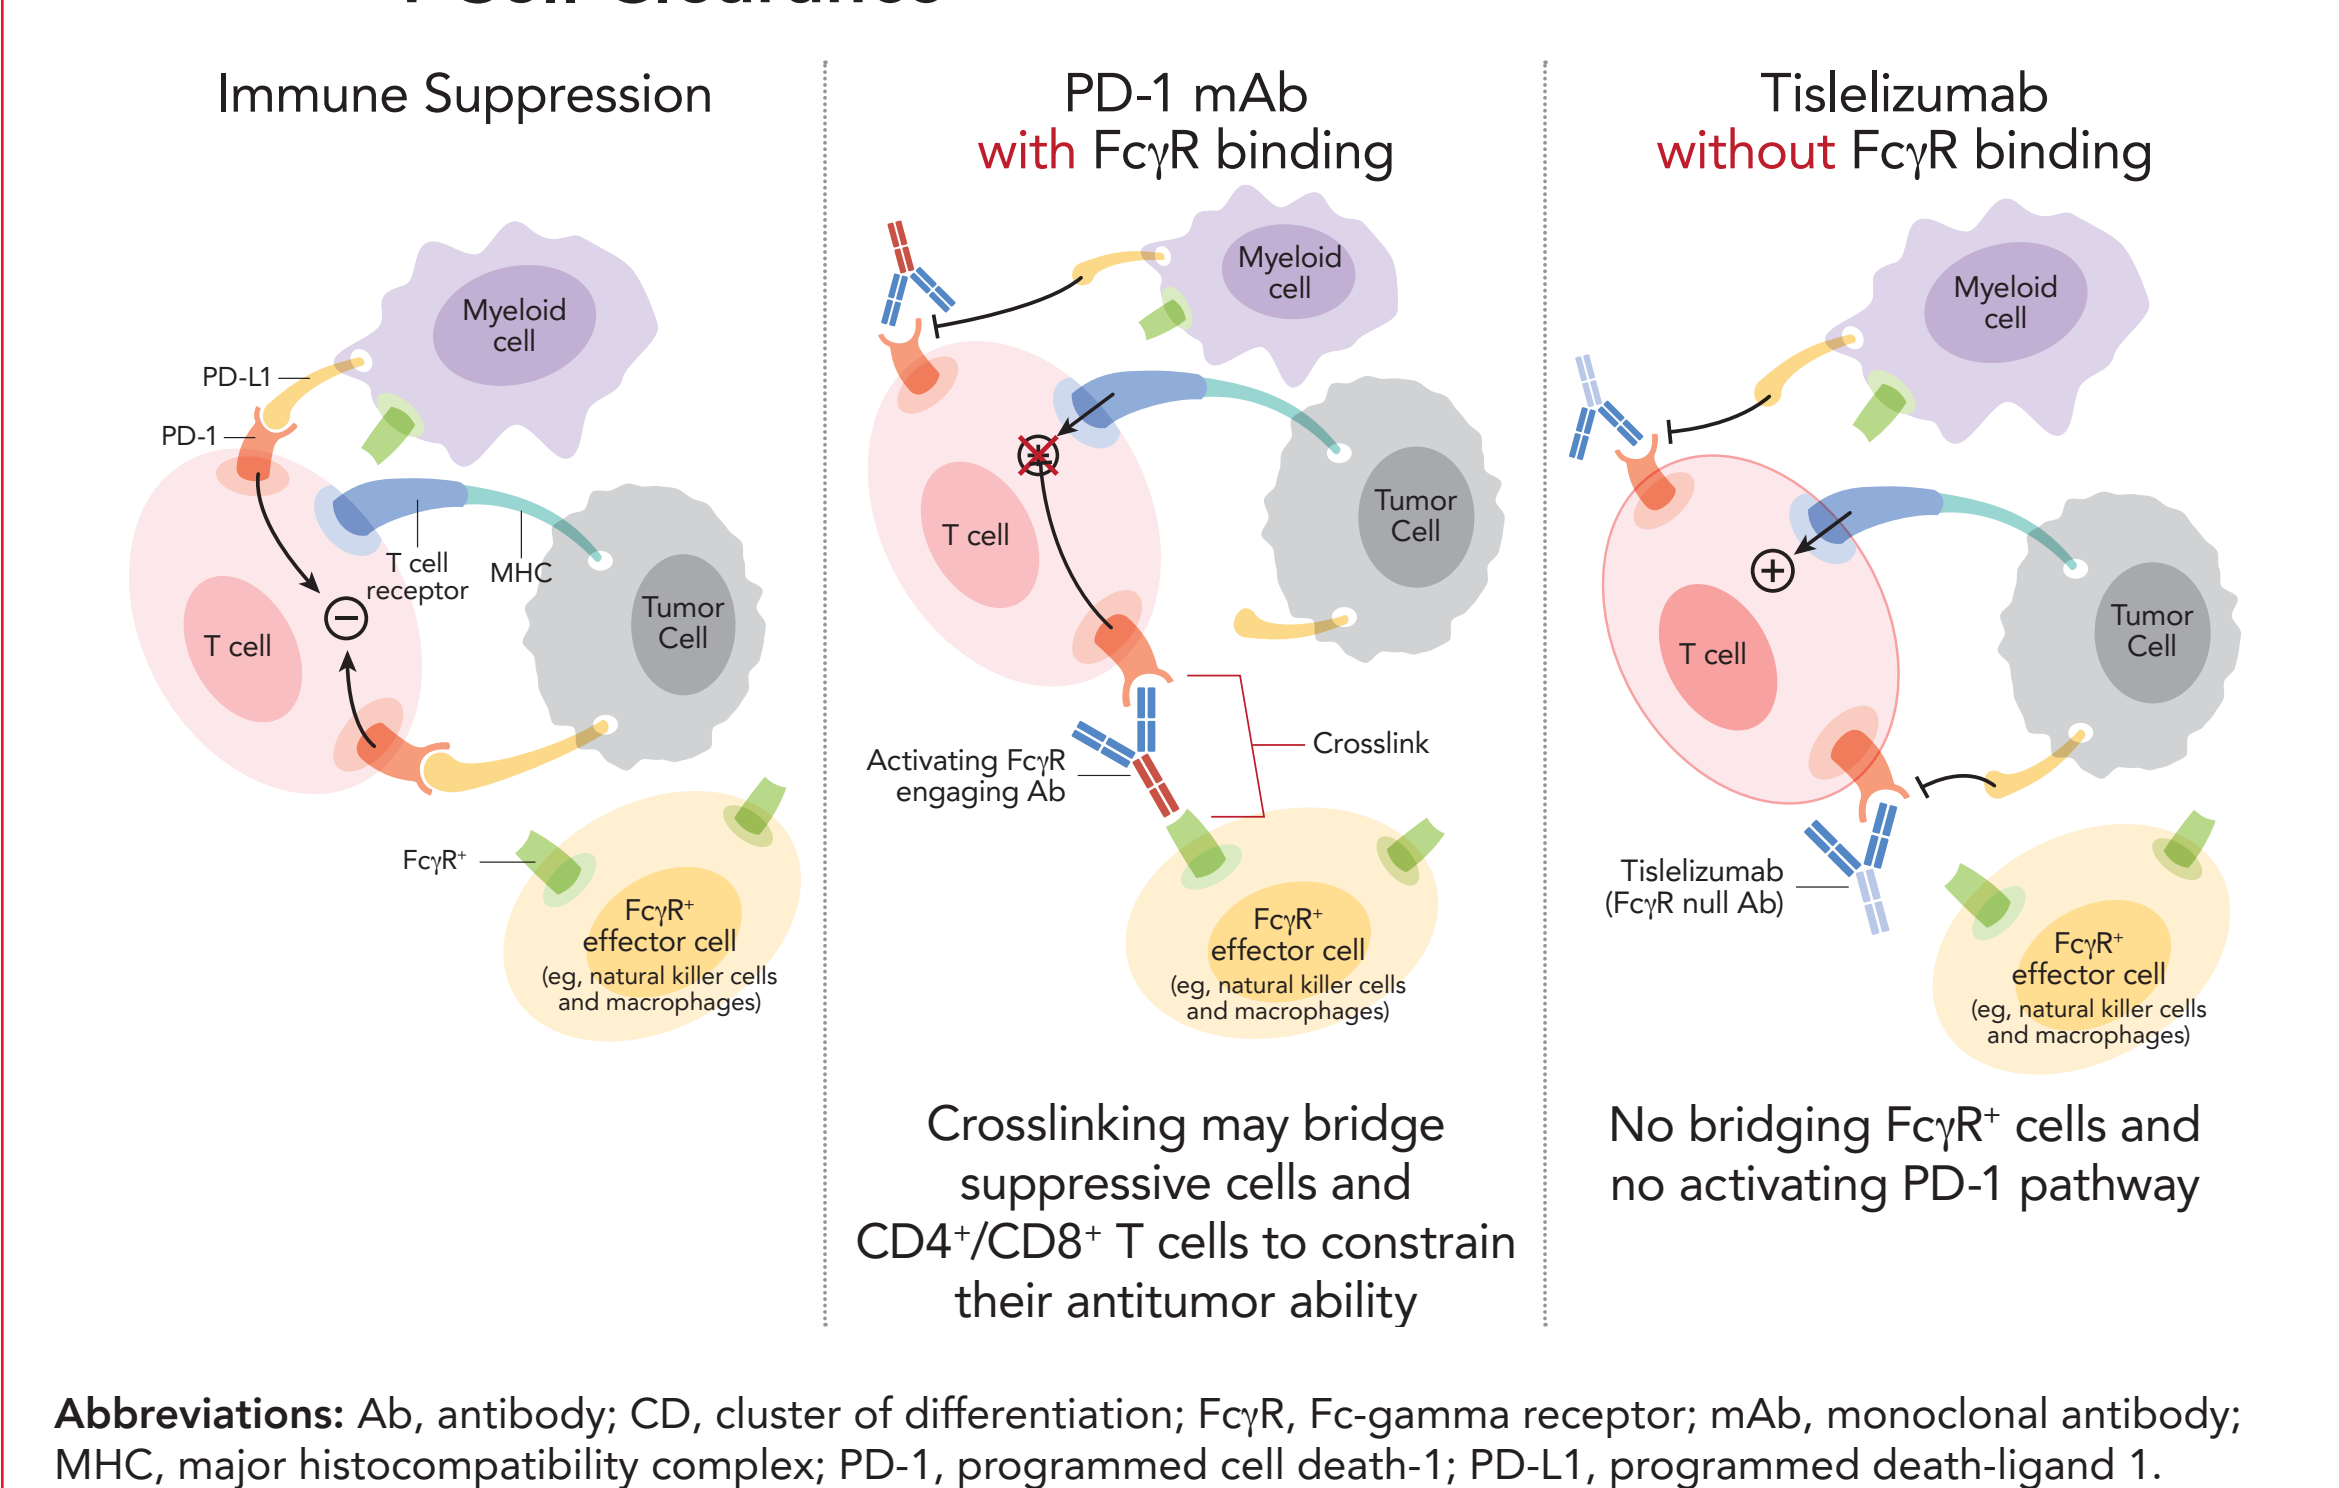 Immune Suppression
Myeloid
cell
PD-L1
PD-1
T cell
receptor
MHC
T cell
Tumor
Cell
FcγR⁺
FcγR⁺
effector cell
(eg, natural killer cells
and macrophages)
PD-1 mAb
with FcγR binding
Myeloid
cell
T cell
Tumor
Cell
Crosslink
Activating FcγR
engaging Ab
FcγR⁺
effector cell
(eg, natural killer cells
and macrophages)
Crosslinking may bridge
suppressive cells and
CD4⁺/CD8⁺ T cells to constrain
their antitumor ability
Tislelizumab
without FcγR binding
Myeloid
cell
T cell
Tumor
Cell
Tislelizumab
(FcγR null Ab)
FcγR⁺
effector cell
(eg, natural killer cells
and macrophages)
No bridging FcγR⁺ cells and
no activating PD-1 pathway
Abbreviations: Ab, antibody; CD, cluster of differentiation; FcγR, Fc-gamma receptor; mAb, monoclonal antibody;
MHC, major histocompatibility complex; PD-1, programmed cell death-1; PD-L1, programmed death-ligand 1.